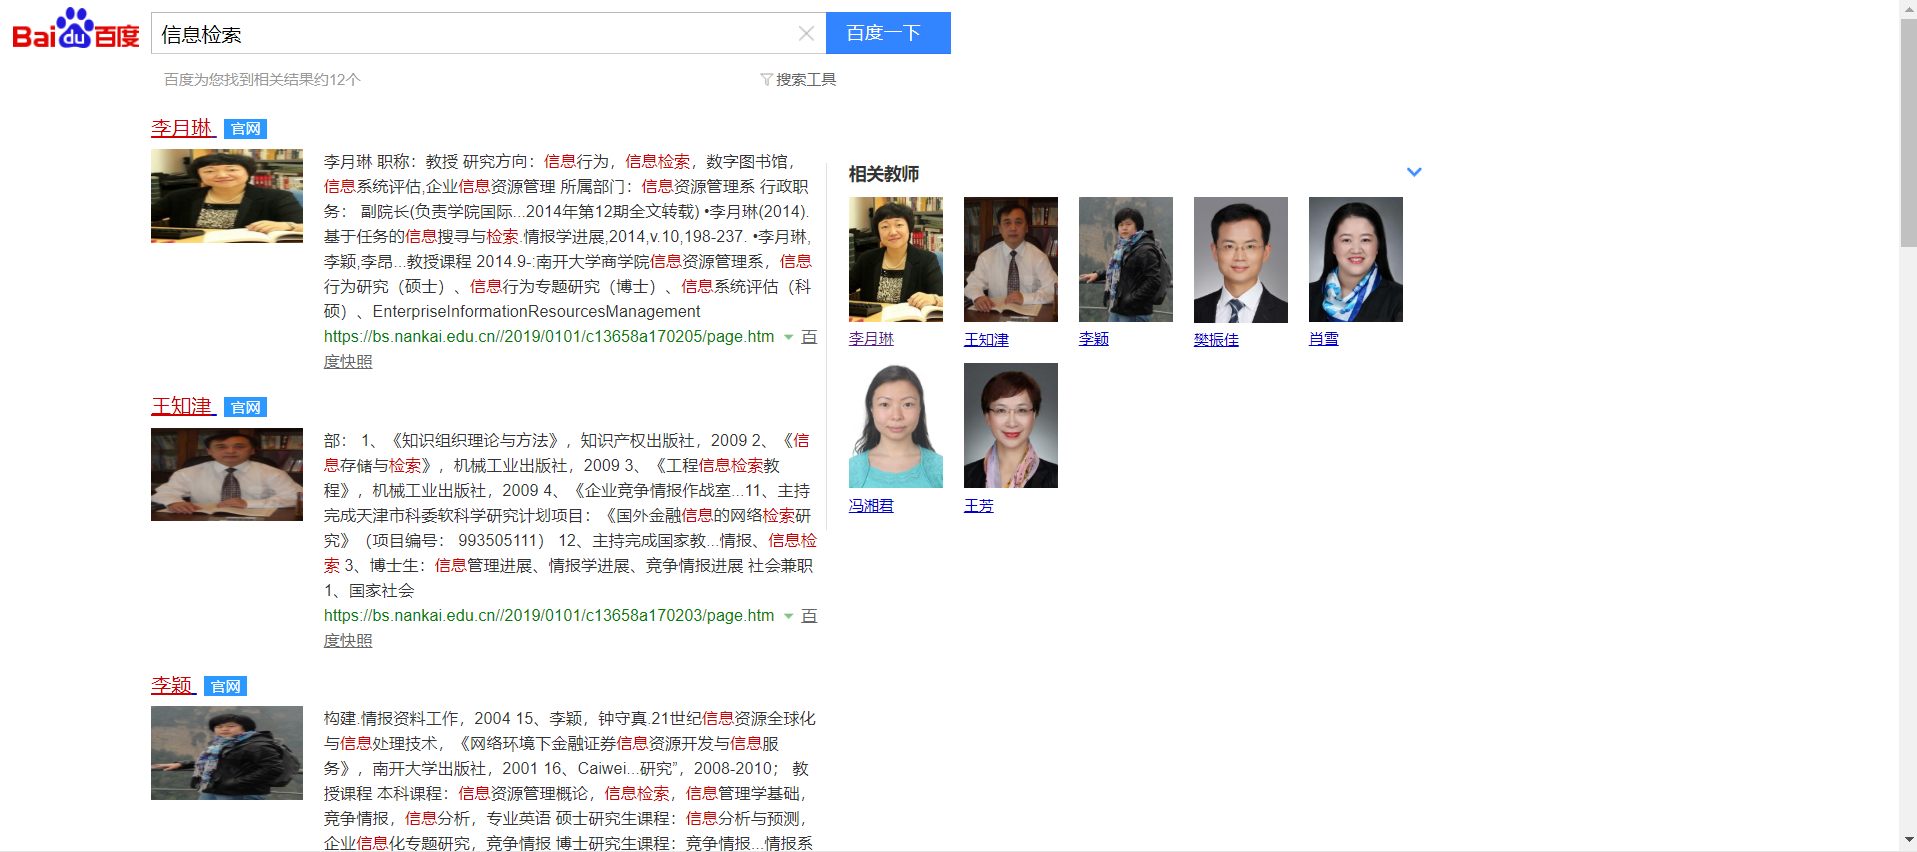 Bai du 百度
信息检索
百度一下
百度为您找到相关结果约12个
搜索工具
李月琳 官网
李月琳 职称：教授 研究方向：信息行为，信息检索，数字图书馆，
信息系统评估,企业信息资源管理 所属部门：信息资源管理系 行政职
务： 副院长(负责学院国际...2014年第12期全文转载) •李月琳(2014).
基于任务的信息搜寻与检索.情报学进展,2014,v.10,198-237. •李月琳,
李颖,李昂...教授课程 2014.9-:南开大学商学院信息资源管理系，信息
行为研究（硕士）、信息行为专题研究（博士）、信息系统评估（科
硕）、EnterpriseInformationResourcesManagement
https://bs.nankai.edu.cn//2019/0101/c13658a170205/page.htm 百
度快照
王知津 官网
部： 1、《知识组织理论与方法》，知识产权出版社，2009 2、《信
息存储与检索》，机械工业出版社，2009 3、《工程信息检索教
程》，机械工业出版社，2009 4、《企业竞争情报作战室...11、主持
完成天津市科委软科学研究计划项目：《国外金融信息的网络检索研
究》（项目编号： 993505111） 12、主持完成国家教...情报、信息检
索 3、博士生：信息管理进展、情报学进展、竞争情报进展 社会兼职
1、国家社会
https://bs.nankai.edu.cn//2019/0101/c13658a170203/page.htm 百
度快照
李颖 官网
构建.情报资料工作，2004 15、李颖，钟守真.21世纪信息资源全球化
与信息处理技术，《网络环境下金融证券信息资源开发与信息服
务》，南开大学出版社，2001 16、Caiwei...研究”，2008-2010； 教
授课程 本科课程：信息资源管理概论，信息检索，信息管理学基础，
竞争情报，信息分析，专业英语 硕士研究生课程：信息分析与预测，
企业信息化专题研究，竞争情报 博士研究生课程：竞争情报...情报系
相关教师
李月琳 王知津 李颖 樊振佳 肖雪
冯湘君 王芳